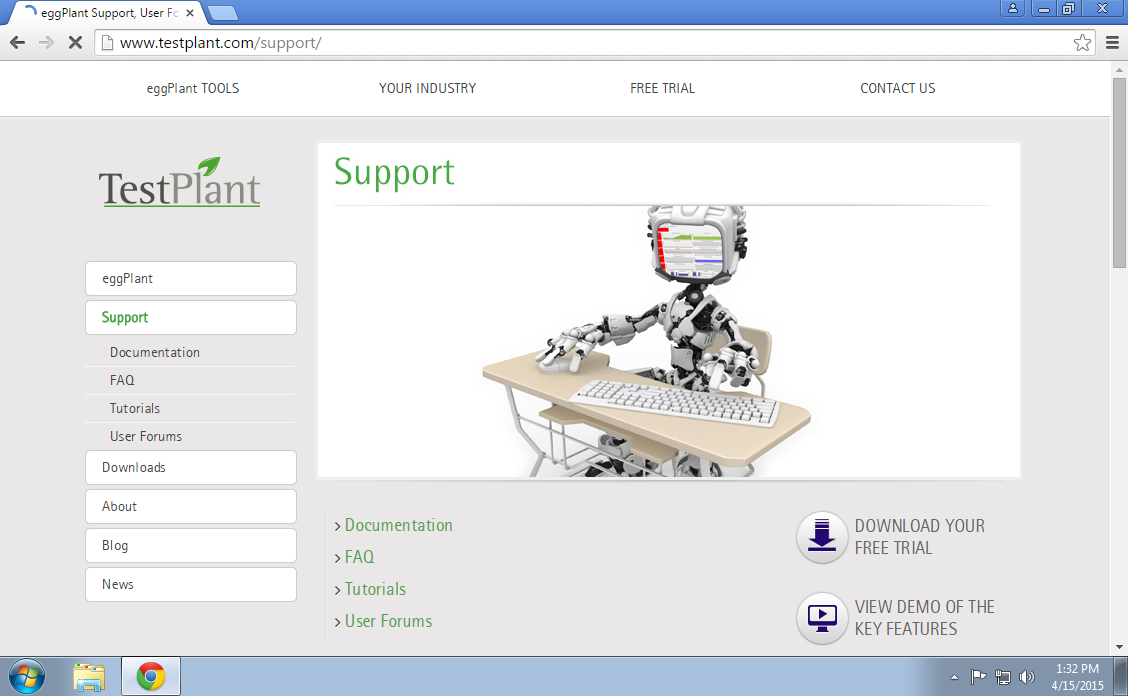 eggPlant Support, User Fo
www.testplant.com/support/
eggPlant TOOLS
YOUR INDUSTRY
FREE TRIAL
CONTACT US
TestPlant
Support
eggPlant
Support
Documentation
FAQ
Tutorials
User Forums
Downloads
About
Blog
News
Documentation
FAQ
Tutorials
User Forums
DOWNLOAD YOUR
FREE TRIAL
VIEW DEMO OF THE
KEY FEATURES
1:32 PM
4/15/2015